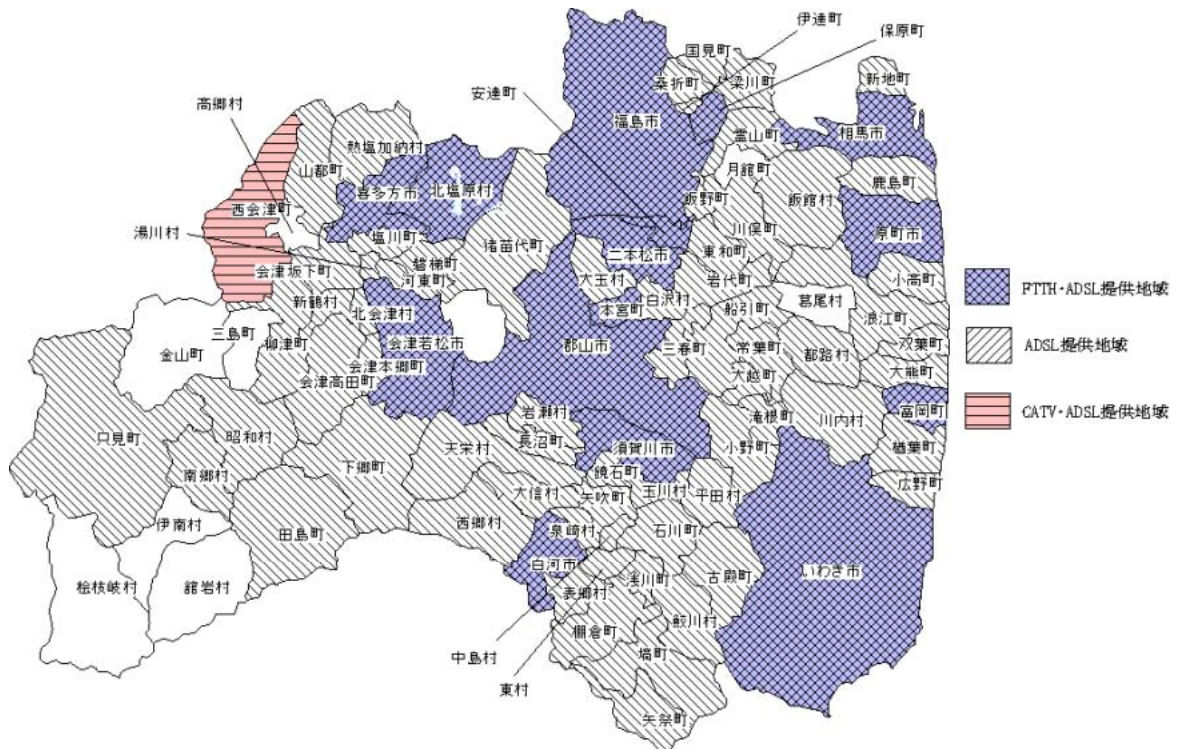 伊達町
保原町
国見町
桑折町
梁川町
新地町
安達町
高郷村
福島市
霊山町
相馬市
熱塩加納村
山都町
月舘町
鹿島町
喜多方市
北塩原村
飯野町
飯館村
西会津町
川俣町
原町市
湯川村
塩川町
猪苗代町
二本松市
東和町
磐梯町
会津坂下町
河東町
大玉村
岩代町
小高町
新鶴村
北会津村
本宮町
白沢村
船引町
葛尾村
浪江町
三島町
柳津町
会津若松市
郡山市
三春町
常葉町
都路村
双葉町
金山町
会津本郷町
大越町
大熊町
会津高田町
岩瀬村
滝根町
富岡町
只見町
昭和村
天栄村
長沼町
須賀川市
小野町
川内村
楢葉町
下郷町
南郷村
鏡石町
広野町
大信村
矢吹町
玉川村
平田村
伊南村
田島町
西郷村
泉崎村
石川町
白河市
桧枝岐村
舘岩村
浅川町
古殿町
いわき市
表郷村
棚倉町
鮫川村
中島村
塙町
東村
矢祭町
FTTH・ADSL提供地域
ADSL提供地域
CATV・ADSL提供地域